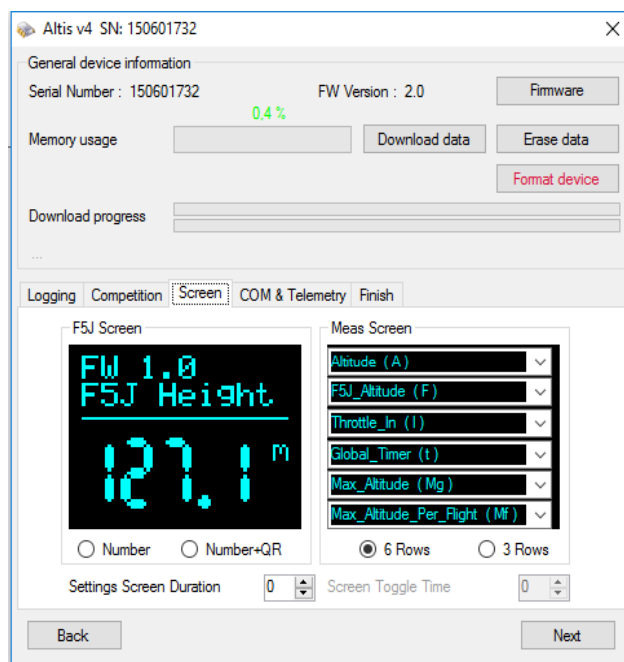 Altis v4 SN: 150601732
General device information
Serial Number : 150601732 FW Version : 2.0 Firmware
0,4 %
Memory usage Download data Erase data
Format device
Download progress
...
Logging Competition Screen COM & Telemetry Finish
F5J Screen Meas Screen
FW 1.0
F5J Height
127.1 m
Altitude ( A )
F5J_Altitude ( F )
Throttle_In ( I )
Global_Timer ( t )
Max_Altitude ( Mg )
Max_Altitude_Per_Flight ( Mf )
Number Number+QR 6 Rows 3 Rows
Settings Screen Duration 0 Screen Toggle Time 0
Back Next